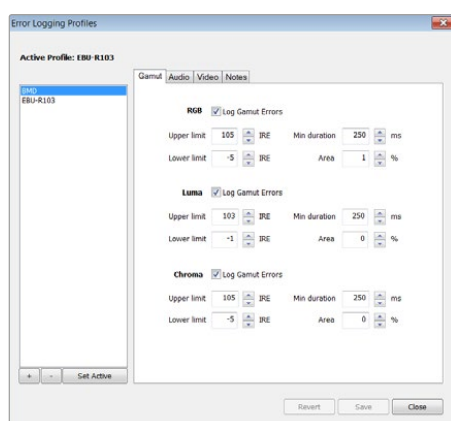 Error Logging Profiles
Active Profile: EBU-R103
BMD
EBU-R103
Gamut Audio Video Notes
RGB Log Gamut Errors
Upper limit 105 IRE Min duration 250 ms
Lower limit -5 IRE Area 1 %
Luma Log Gamut Errors
Upper limit 103 IRE Min duration 250 ms
Lower limit -1 IRE Area 0 %
Chroma Log Gamut Errors
Upper limit 105 IRE Min duration 250 ms
Lower limit -5 IRE Area 0 %
+ - Set Active
Revert Save Close